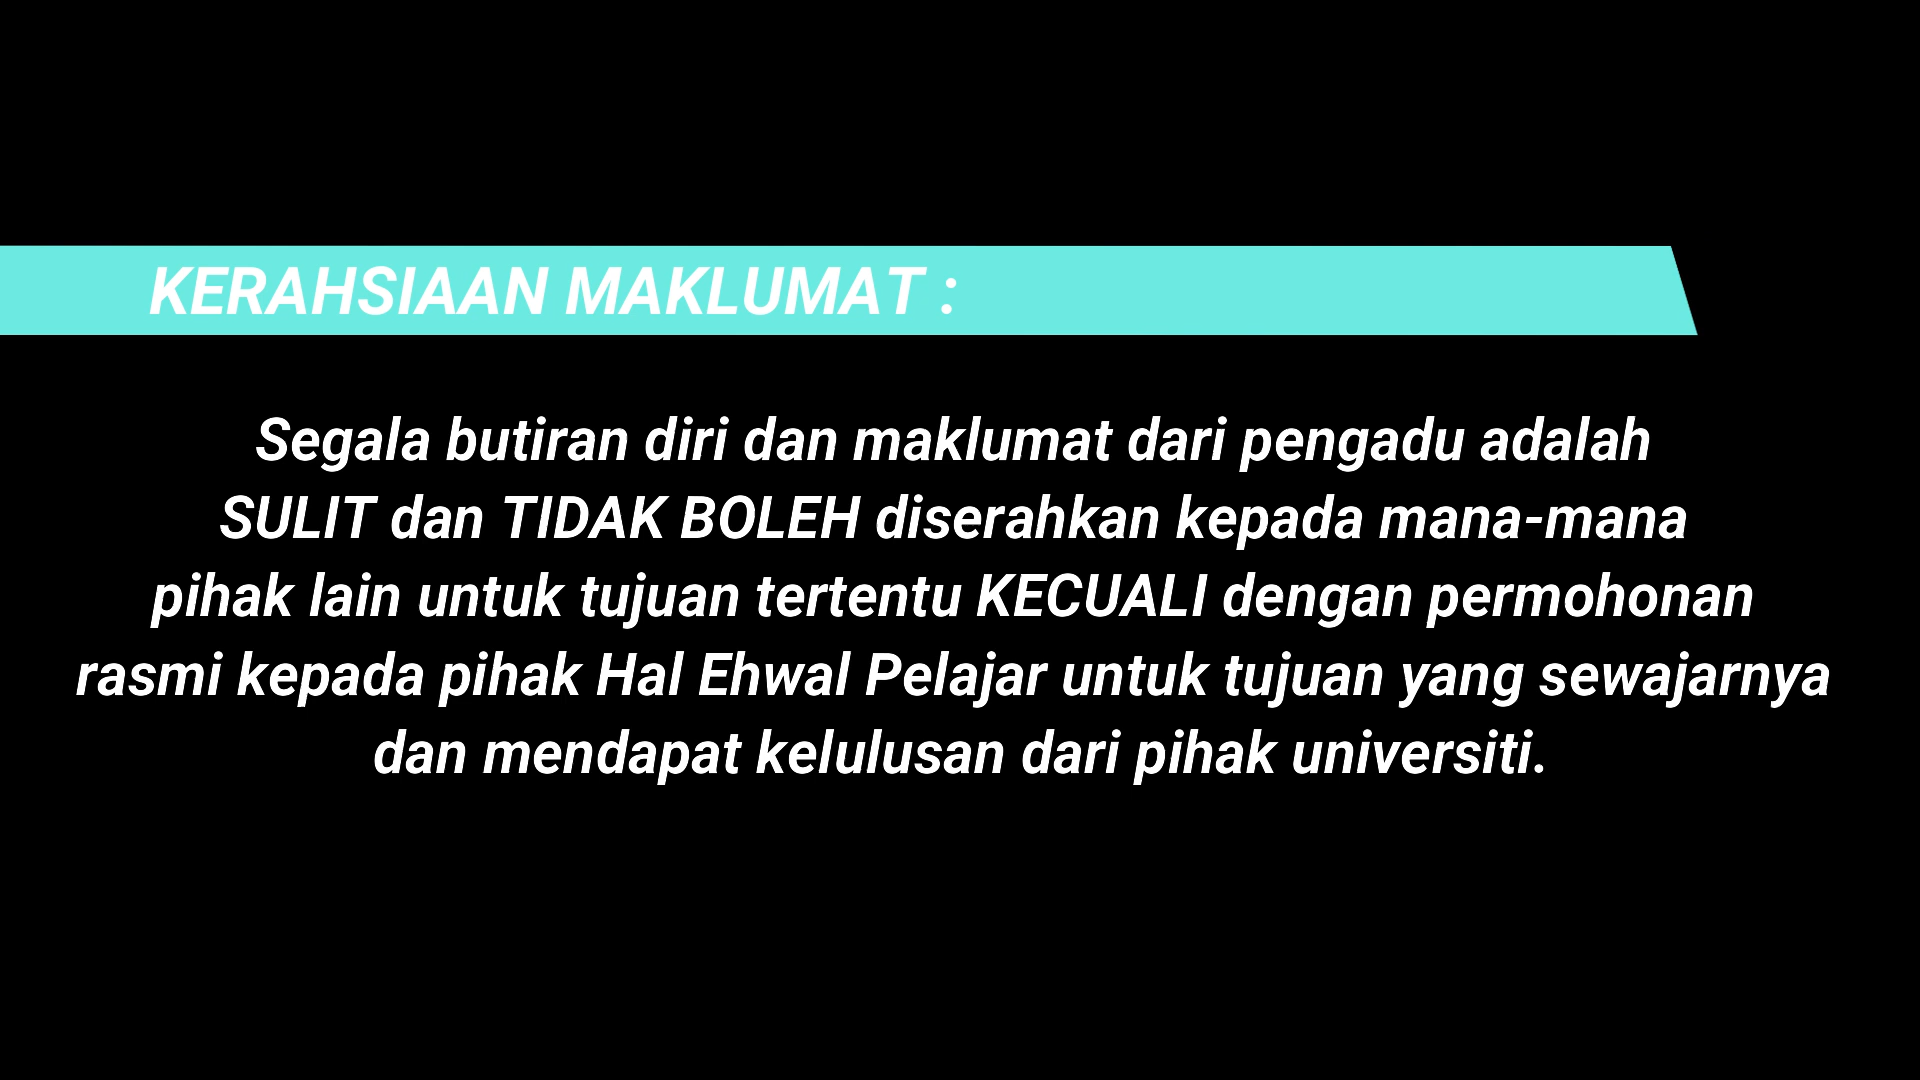 KERAHSIAAN MAKLUMAT :
Segala butiran diri dan maklumat dari pengadu adalah
SULIT dan TIDAK BOLEH diserahkan kepada mana-mana
pihak lain untuk tujuan tertentu KECUALI dengan permohonan
rasmi kepada pihak Hal Ehwal Pelajar untuk tujuan yang sewajarnya
dan mendapat kelulusan dari pihak universiti.